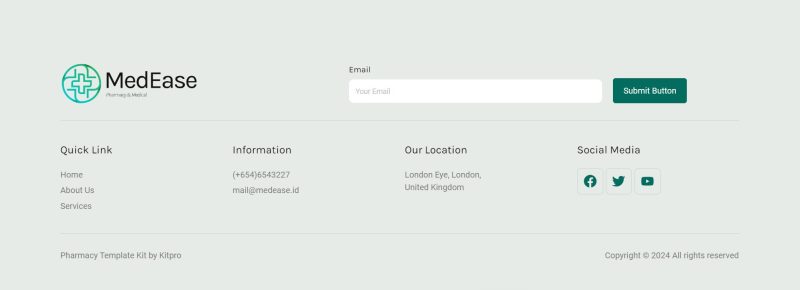 MedEase
Pharmacy & Medical
Email
Your Email
Submit Button
Quick Link
Home
About Us
Services
Information
(+654)6543227
mail@medease.id
Our Location
London Eye, London,
United Kingdom
Social Media
Pharmacy Template Kit by Kitpro
Copyright © 2024 All rights reserved